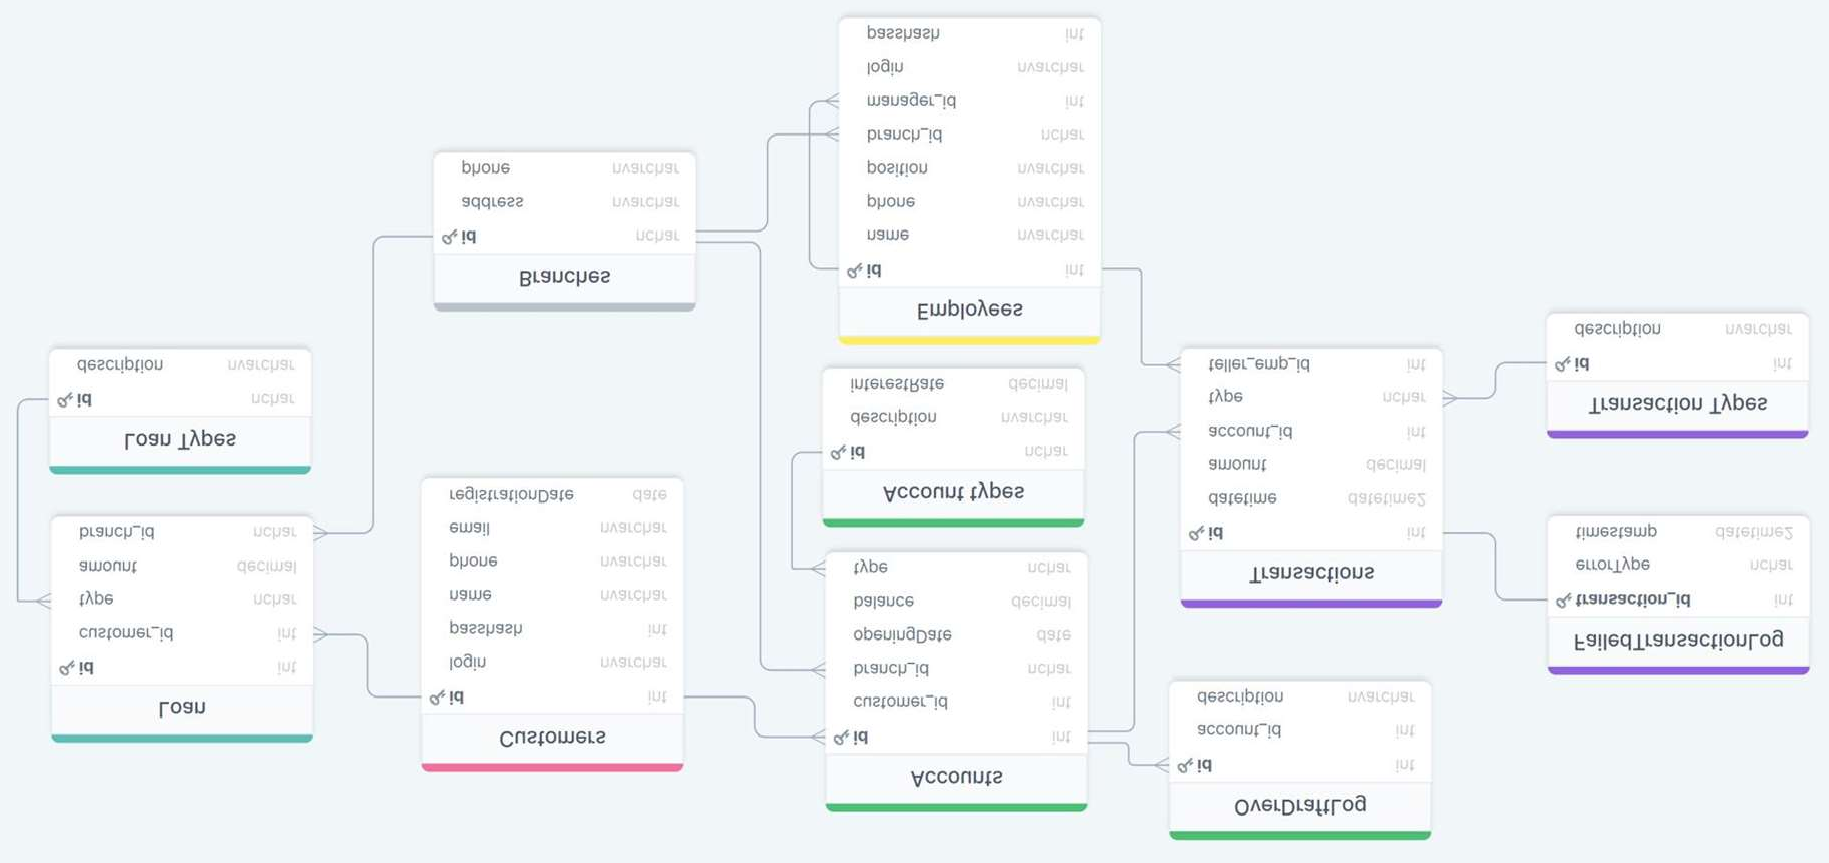 Loan
id int
customer_id int
type nchar
amount decimal
branch_id nchar
Loan Types
id nchar
description nvarchar
Customers
id int
login nvarchar
passhash int
name nvarchar
phone nvarchar
email nvarchar
registrationDate date
Branches
id nchar
address nvarchar
phone nvarchar
Accounts
id int
customer_id int
branch_id nchar
openingDate date
balance decimal
type nchar
Account types
id nchar
description nvarchar
interestRate decimal
Employees
id int
name nvarchar
phone nvarchar
position nvarchar
branch_id nchar
manager_id int
login nvarchar
passhash int
OverDraftLog
id int
account_id int
description nvarchar
Transactions
id int
datetime datetime2
amount decimal
account_id int
type nchar
teller_emp_id int
FailedTransactionLog
transaction_id int
errorType nchar
timestamp datetime2
Transaction Types
id int
description nvarchar